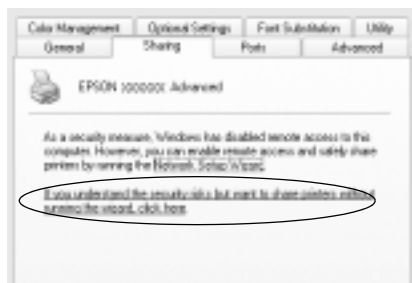 Color Management Optional Settings Font Substitution Utility
General Sharing Ports Advanced
EPSON XXXXXX Advanced
As a security measure, Windows has disabled remote access to this
computer. However, you can enable remote access and safely share
printers by running the Network Setup Wizard.
If you understand the security risks but want to share printers without
running the wizard, click here.